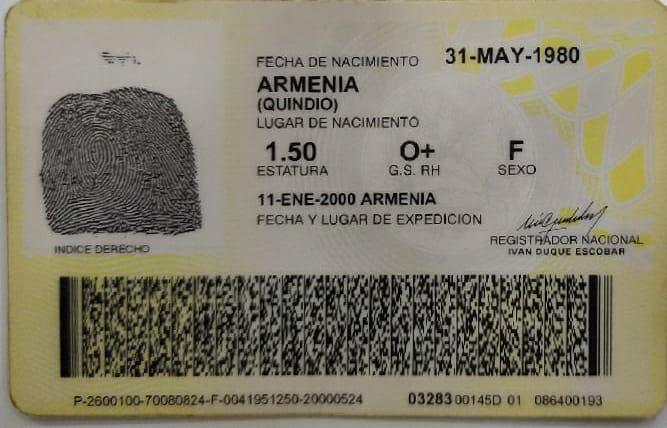 FECHA DE NACIMIENTO 31-MAY-1980
ARMENIA
(QUINDIO)
LUGAR DE NACIMIENTO
1.50 O+ F
ESTATURA G.S. RH SEXO
11-ENE-2000 ARMENIA
FECHA Y LUGAR DE EXPEDICION
INDICE DERECHO
REGISTRADOR NACIONAL
IVAN DUQUE ESCOBAR
P-2600100-70080824-F-0041951250-20000524 03283 00145D 01 086400193